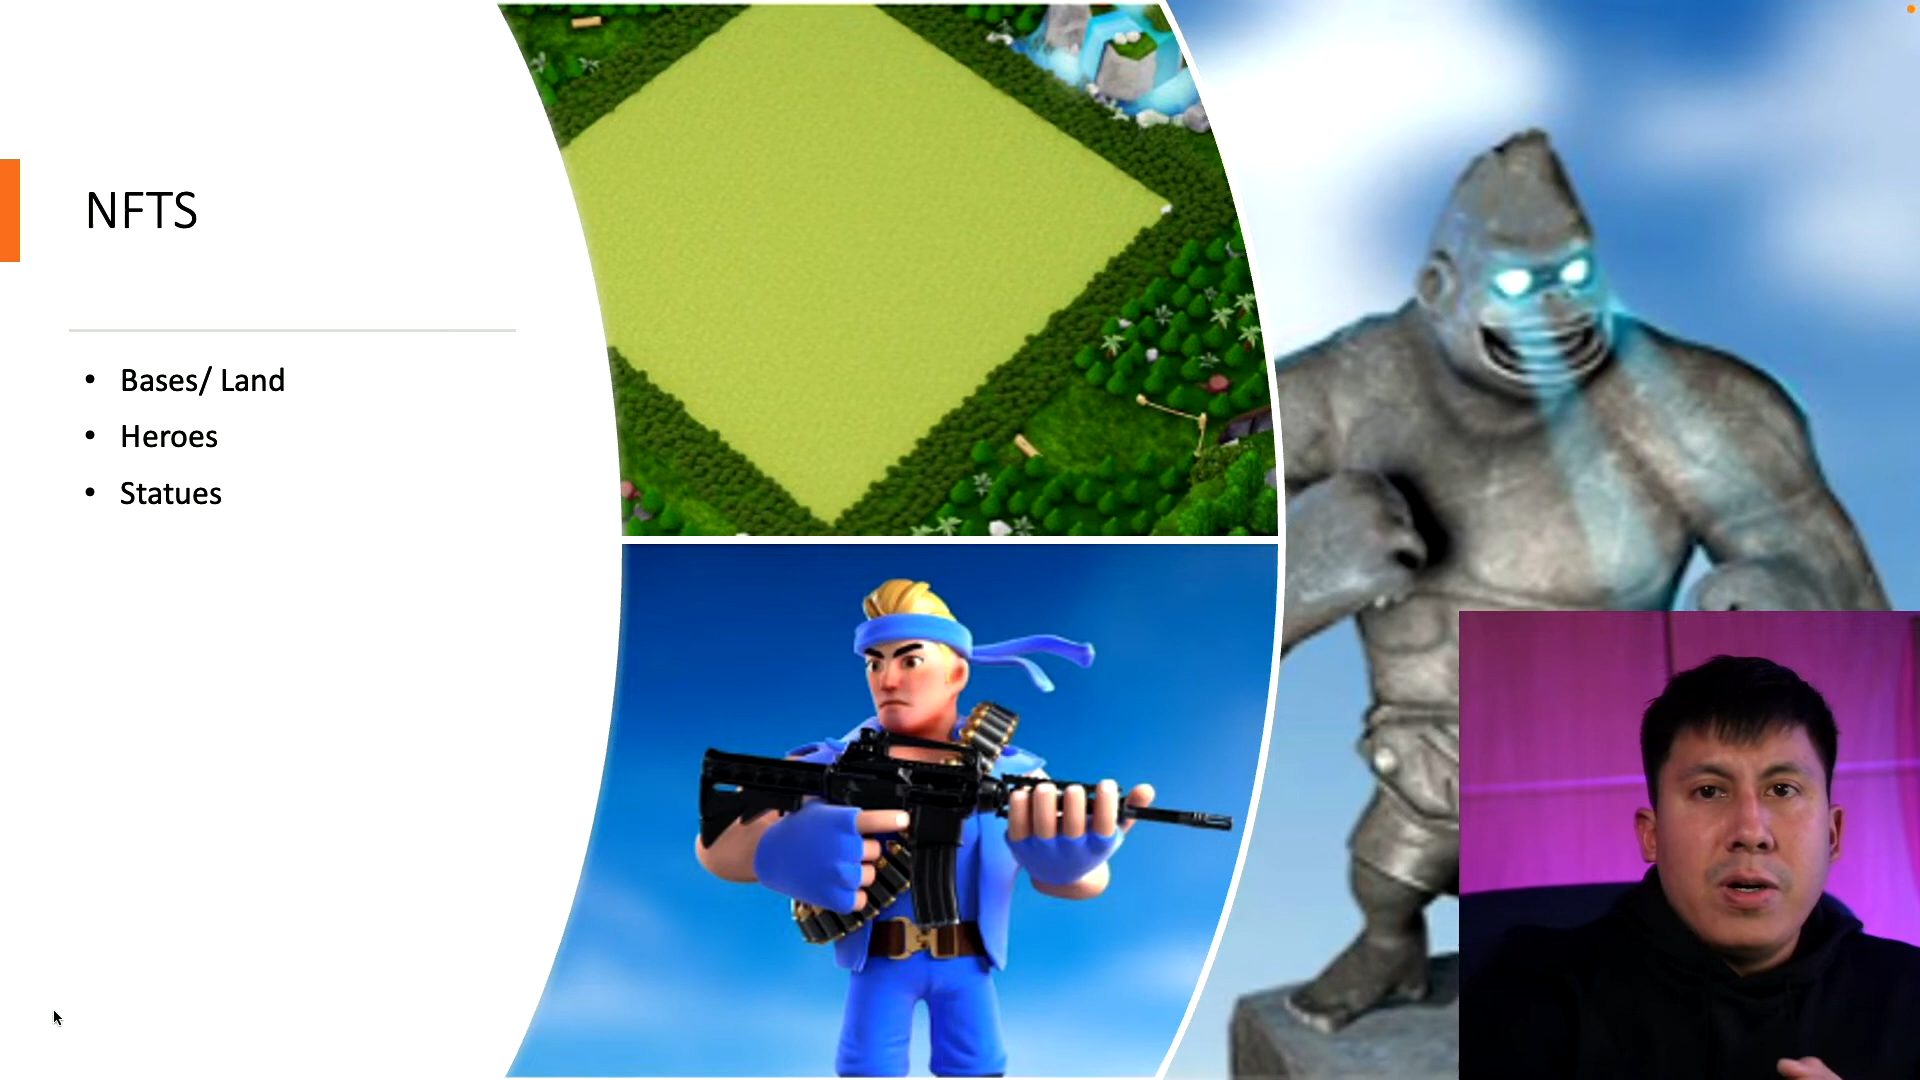 NFTS
• Bases/ Land
• Heroes
• Statues